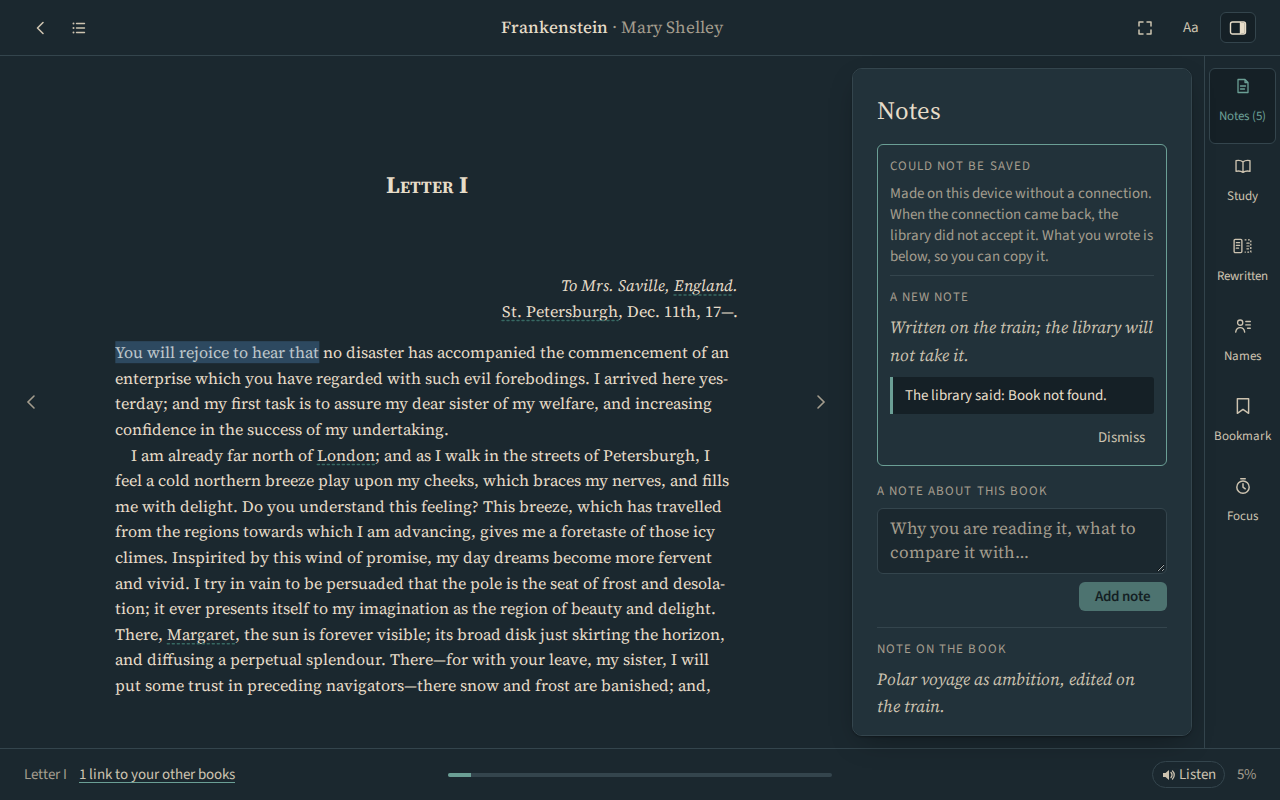 Frankenstein · Mary Shelley
Aa
LETTER I
To Mrs. Saville, England.
St. Petersburgh, Dec. 11th, 17—.
You will rejoice to hear that no disaster has accompanied the commencement of an
enterprise which you have regarded with such evil forebodings. I arrived here yes-
terday; and my first task is to assure my dear sister of my welfare, and increasing
confidence in the success of my undertaking.
I am already far north of London; and as I walk in the streets of Petersburgh, I
feel a cold northern breeze play upon my cheeks, which braces my nerves, and fills
me with delight. Do you understand this feeling? This breeze, which has travelled
from the regions towards which I am advancing, gives me a foretaste of those icy
climes. Inspirited by this wind of promise, my day dreams become more fervent
and vivid. I try in vain to be persuaded that the pole is the seat of frost and desola-
tion; it ever presents itself to my imagination as the region of beauty and delight.
There, Margaret, the sun is forever visible; its broad disk just skirting the horizon,
and diffusing a perpetual splendour. There—for with your leave, my sister, I will
put some trust in preceding navigators—there snow and frost are banished; and,
Notes
COULD NOT BE SAVED
Made on this device without a connection.
When the connection came back, the
library did not accept it. What you wrote is
below, so you can copy it.
A NEW NOTE
Written on the train; the library will
not take it.
The library said: Book not found.
Dismiss
A NOTE ABOUT THIS BOOK
Why you are reading it, what to
compare it with…
Add note
NOTE ON THE BOOK
Polar voyage as ambition, edited on
the train.
Notes (5)
Study
Rewritten
Names
Bookmark
Focus
Letter I
1 link to your other books
Listen
5%